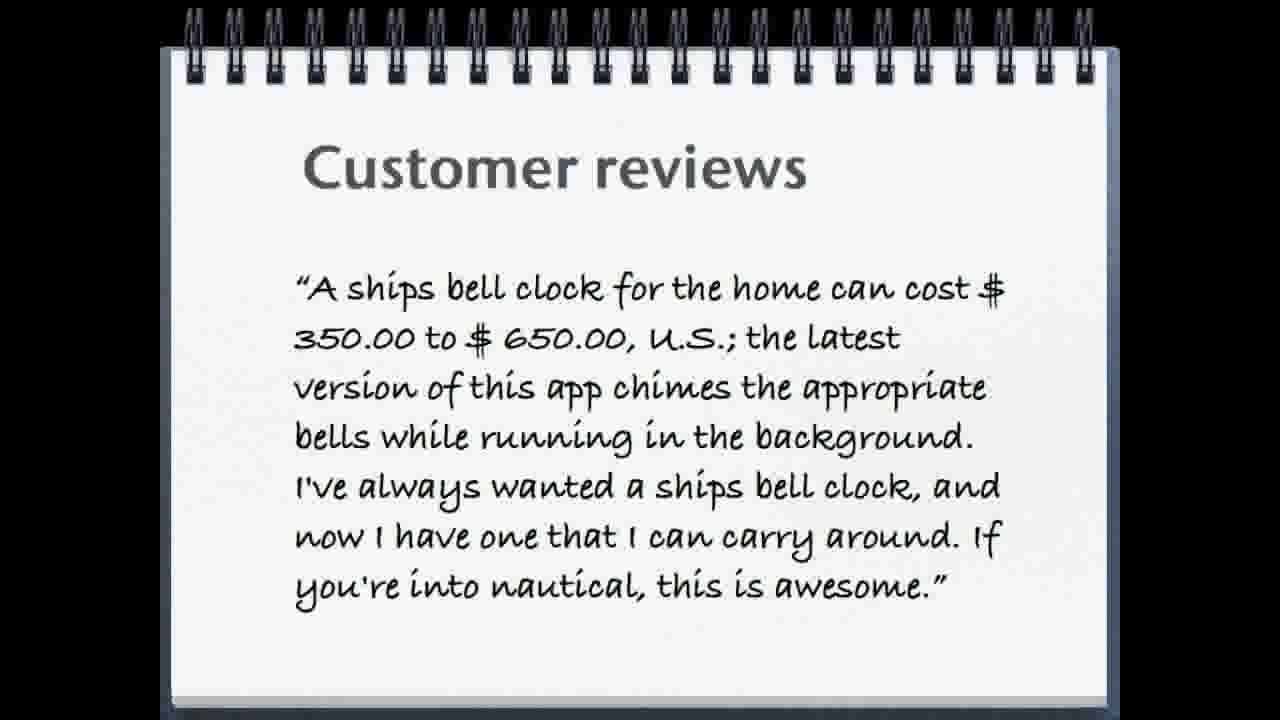 Customer reviews
“A ships bell clock for the home can cost $
350.00 to $ 650.00, U.S.; the latest
version of this app chimes the appropriate
bells while running in the background.
I've always wanted a ships bell clock, and
now I have one that I can carry around. If
you're into nautical, this is awesome.”